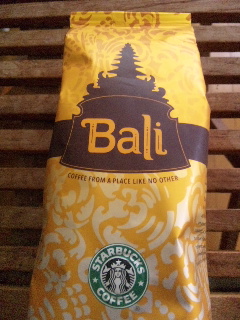 Bali
COFFEE FROM A PLACE LIKE NO OTHER
STARBUCKS
COFFEE